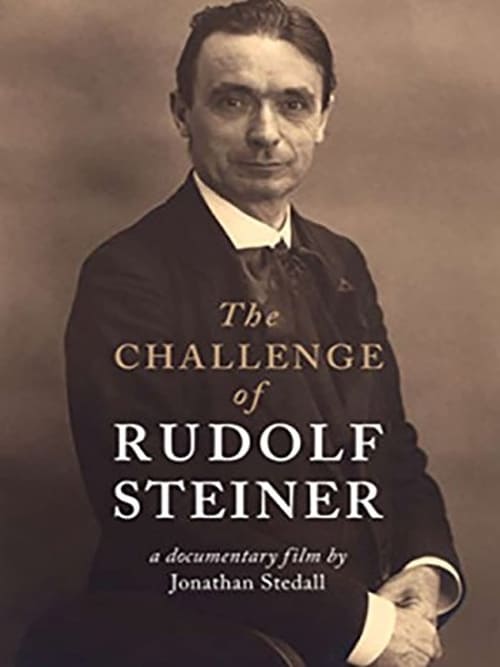 The
CHALLENGE
of
RUDOLF
STEINER
a documentary film by
Jonathan Stedall